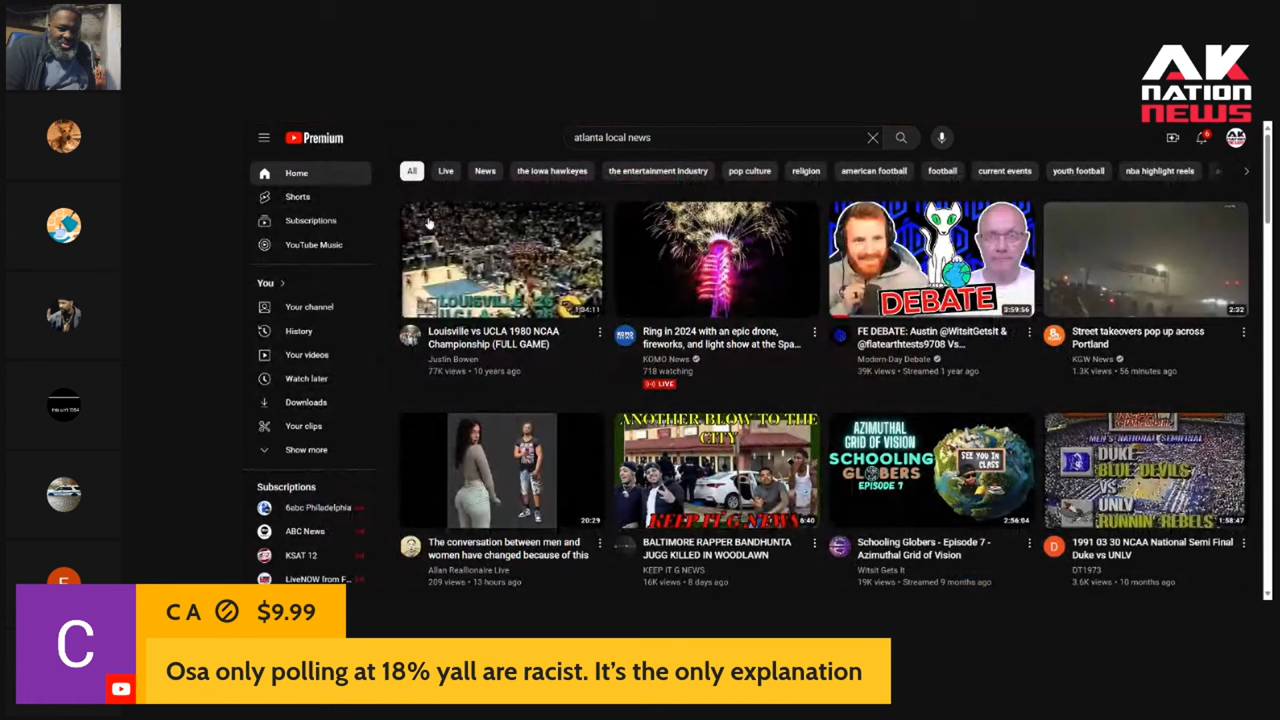 AK
NATION
NEWS
Premium
atlanta local news
6
Home
Shorts
Subscriptions
YouTube Music
You
Your channel
History
Your videos
Watch later
Downloads
Your clips
Show more
Subscriptions
6abc Philadelphia
ABC News
KSAT 12
LiveNOW from F...
All
Live
News
the iowa hawkeyes
the entertainment industry
pop culture
religion
american football
football
current events
youth football
nba highlight reels
LOUISVILLE 26
1:34:11
Louisville vs UCLA 1980 NCAA
Championship (FULL GAME)
Justin Bowen
77K views • 10 years ago
Ring in 2024 with an epic drone,
fireworks, and light show at the Spa...
KOMO News
718 watching
LIVE
DEBATE
3:59:56
FE DEBATE: Austin @WitsitGetsIt &
@flatearthtests9708 Vs...
Modern-Day Debate
39K views • Streamed 1 year ago
2:32
Street takeovers pop up across
Portland
KGW News
1.3K views • 56 minutes ago
20:29
The conversation between men and
women have changed because of this
Allan Reallionaire Live
209 views • 13 hours ago
ANOTHER BLOW TO THE
CITY
KEEP IT G NEWS
6:40
BALTIMORE RAPPER BANDHUNTA
JUGG KILLED IN WOODLAWN
KEEP IT G NEWS
16K views • 8 days ago
AZIMUTHAL
GRID OF VISION
SCHOOLING
GLOBERS
EPISODE 7
SEE YOU IN
CLASS
2:56:04
Schooling Globers - Episode 7 -
Azimuthal Grid of Vision
Witsit Gets It
19K views • Streamed 9 months ago
MEN'S NATIONAL SEMIFINAL
DUKE
BLUE DEVILS
VS
UNLV
RUNNIN' REBELS
1:58:47
1991 03 30 NCAA National Semi Final
Duke vs UNLV
DT1973
3.6K views • 10 months ago
C
C A $9.99
Osa only polling at 18% yall are racist. It's the only explanation